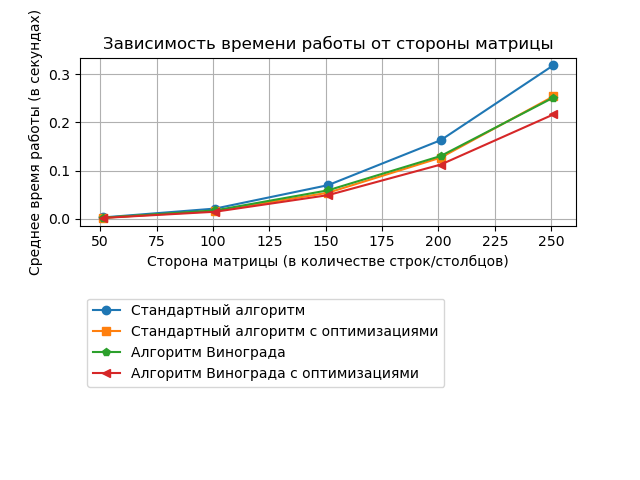 Зависимость времени работы от стороны матрицы
Среднее время работы (в секундах)
0.3
0.2
0.1
0.0
50 75 100 125 150 175 200 225 250
Сторона матрицы (в количестве строк/столбцов)
Стандартный алгоритм
Стандартный алгоритм с оптимизациями
Алгоритм Винограда
Алгоритм Винограда с оптимизациями